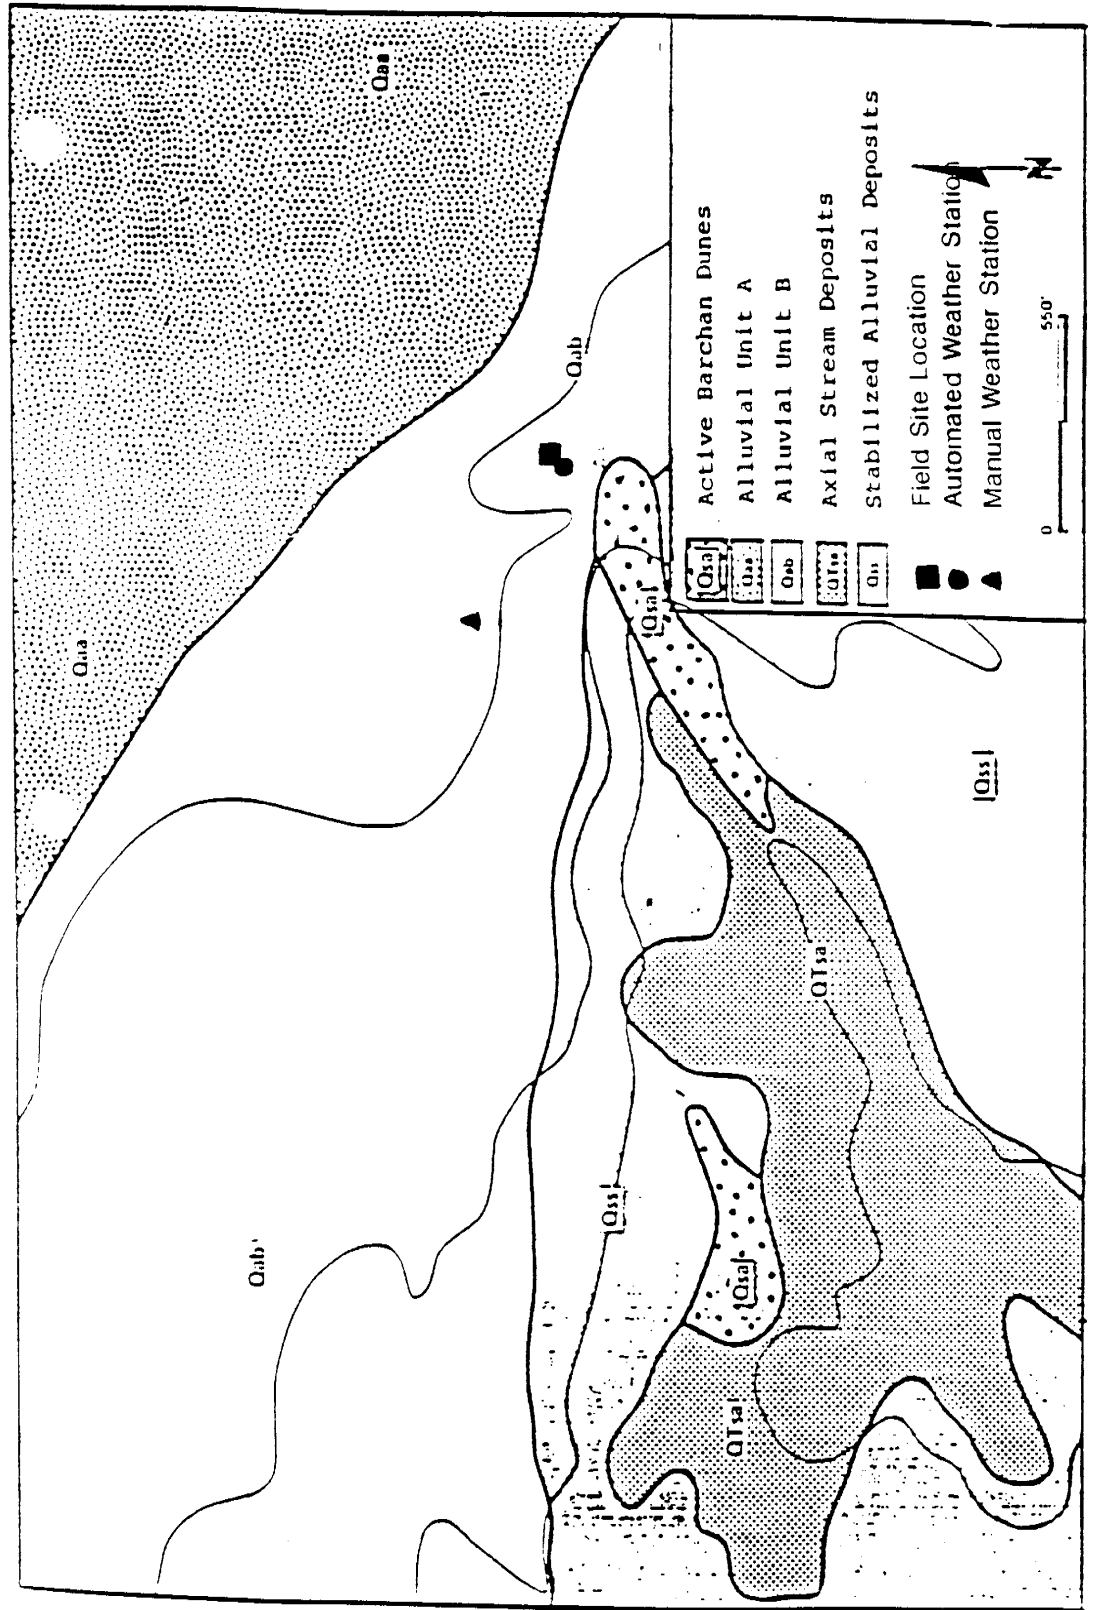 Qaa
Qaa
Qab
Qab'
Qss
Qsa
Qsa
QTsa
QTsa
Qss
Qsa Active Barchan Dunes
Qaa Alluvial Unit A
Qab Alluvial Unit B
QTsa Axial Stream Deposits
Qss Stabilized Alluvial Deposits
Field Site Location
Automated Weather Station
Manual Weather Station
0 550'
N